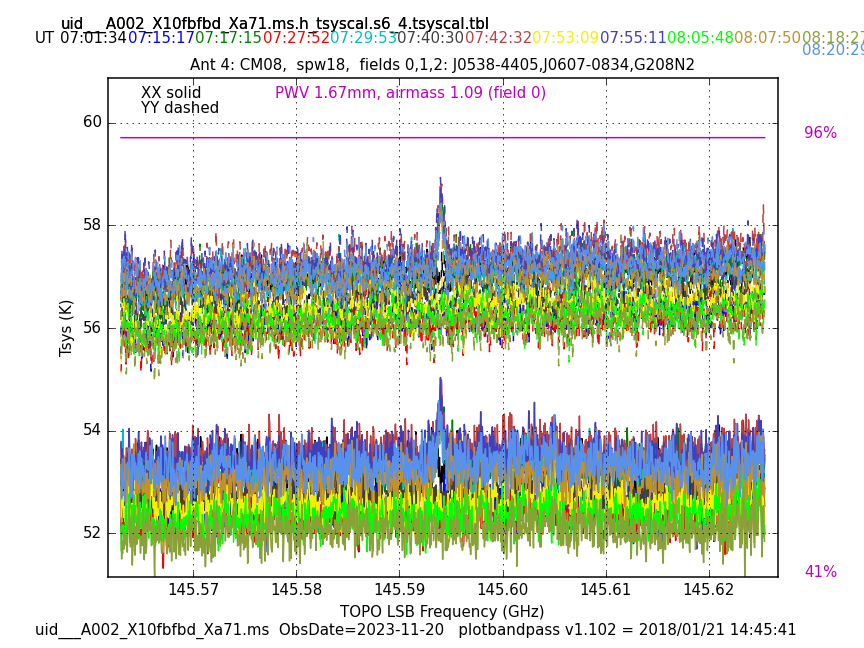 uid___A002_X10fbfbd_Xa71.ms.h_tsyscal.s6_4.tsyscal.tbl
UT 07:01:34 07:15:17 07:17:15 07:27:52 07:29:53 07:40:30 07:42:32 07:53:09 07:55:11 08:05:48 08:07:50 08:18:27
08:20:29
Ant 4: CM08,  spw18,  fields 0,1,2: J0538-4405,J0607-0834,G208N2
XX solid
PWV 1.67mm, airmass 1.09 (field 0)
YY dashed
60
96%
58
56
54
52
Tsys (K)
41%
145.57 145.58 145.59 145.60 145.61 145.62
TOPO LSB Frequency (GHz)
uid___A002_X10fbfbd_Xa71.ms  ObsDate=2023-11-20   plotbandpass v1.102 = 2018/01/21 14:45:41